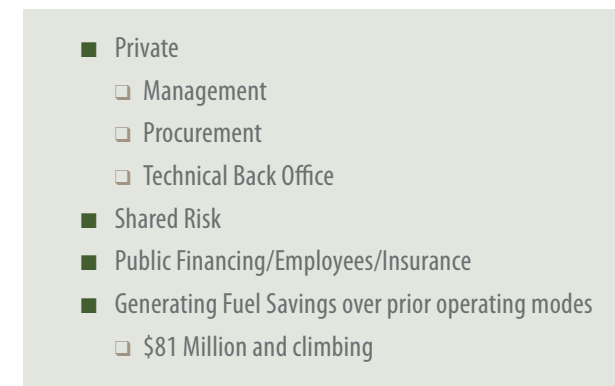 ■ Private
❑ Management
❑ Procurement
❑ Technical Back Office
■ Shared Risk
■ Public Financing/Employees/Insurance
■ Generating Fuel Savings over prior operating modes
❑ $81 Million and climbing